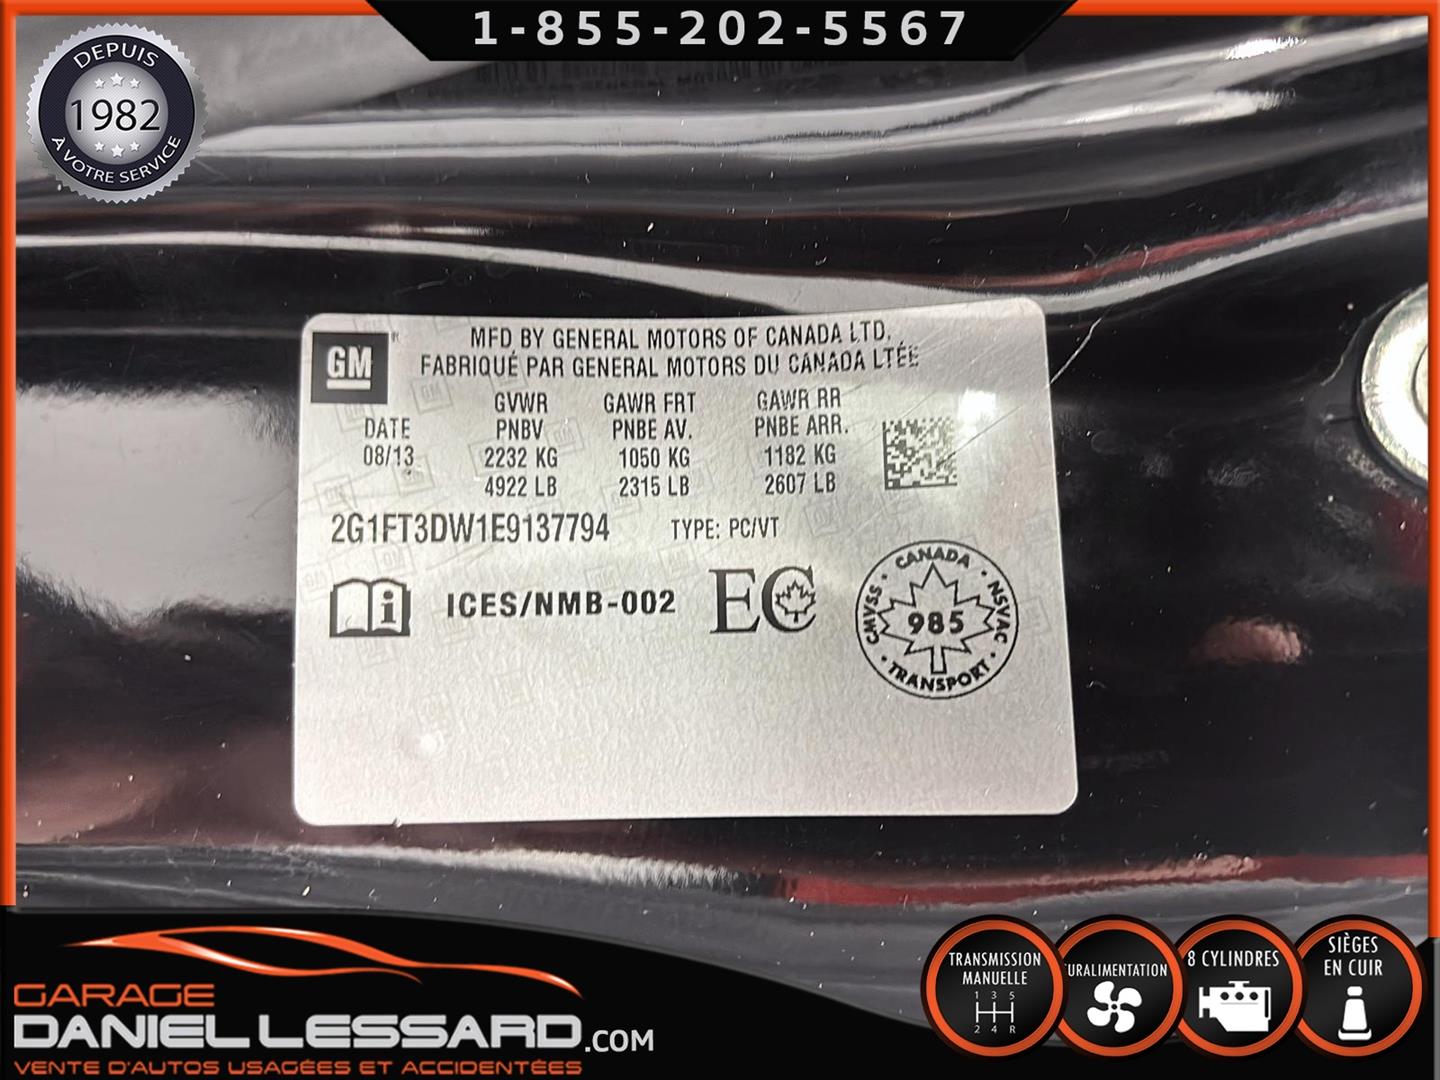 1-855-202-5567
DEPUIS
1982
À VOTRE SERVICE
GM
MFD BY GENERAL MOTORS OF CANADA LTD.
FABRIQUÉ PAR GENERAL MOTORS DU CANADA LTÉE
DATE
08/13
GVWR
PNBV
2232 KG
4922 LB
GAWR FRT
PNBE AV.
1050 KG
2315 LB
GAWR RR
PNBE ARR.
1182 KG
2607 LB
2G1FT3DW1E9137794 TYPE: PC/VT
i ICES/NMB-002 EC
CANADA
CMVSS 985 NSVAC
TRANSPORT
GARAGE
DANIEL LESSARD.COM
VENTE D'AUTOS USAGÉES ET ACCIDENTÉES
TRANSMISSION
MANUELLE
1 3 5
2 4 R
URALIMENTATION
8 CYLINDRES
SIÈGES
EN CUIR